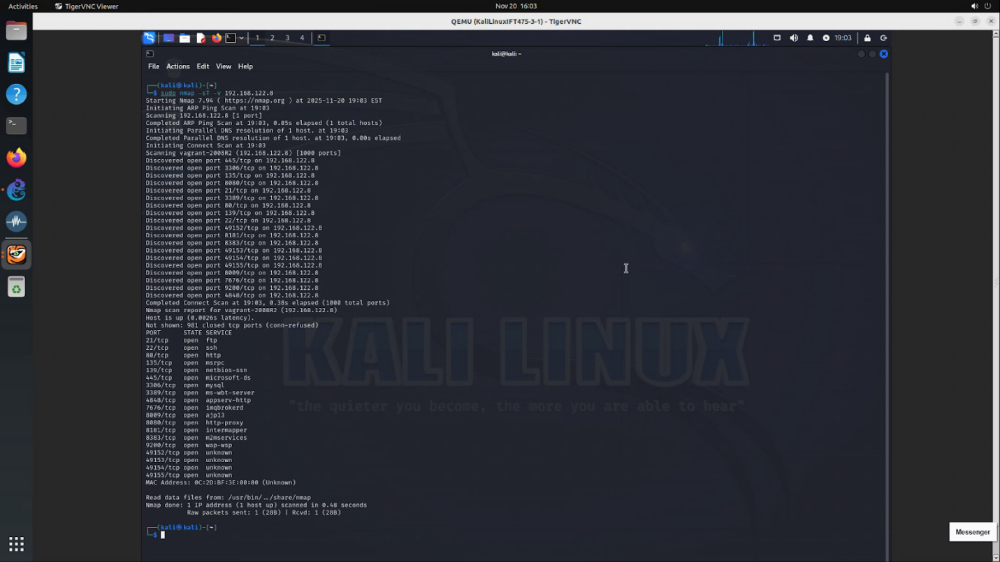 Activities
TigerVNC Viewer
Nov 20 16:03
QEMU (KaliLinuxIFT475-3-1) - TigerVNC
1 2 3 4
19:03
kali@kali: ~
File Actions Edit View Help
┌──(kali㉿kali)-[~]
└─$ sudo nmap -sT -v 192.168.122.8
Starting Nmap 7.94 ( https://nmap.org ) at 2025-11-20 19:03 EST
Initiating ARP Ping Scan at 19:03
Scanning 192.168.122.8 [1 port]
Completed ARP Ping Scan at 19:03, 0.05s elapsed (1 total hosts)
Initiating Parallel DNS resolution of 1 host. at 19:03
Completed Parallel DNS resolution of 1 host. at 19:03, 0.00s elapsed
Initiating Connect Scan at 19:03
Scanning vagrant-2008R2 (192.168.122.8) [1000 ports]
Discovered open port 445/tcp on 192.168.122.8
Discovered open port 3306/tcp on 192.168.122.8
Discovered open port 135/tcp on 192.168.122.8
Discovered open port 8080/tcp on 192.168.122.8
Discovered open port 21/tcp on 192.168.122.8
Discovered open port 3389/tcp on 192.168.122.8
Discovered open port 80/tcp on 192.168.122.8
Discovered open port 139/tcp on 192.168.122.8
Discovered open port 22/tcp on 192.168.122.8
Discovered open port 49152/tcp on 192.168.122.8
Discovered open port 8181/tcp on 192.168.122.8
Discovered open port 8383/tcp on 192.168.122.8
Discovered open port 49153/tcp on 192.168.122.8
Discovered open port 49154/tcp on 192.168.122.8
Discovered open port 49155/tcp on 192.168.122.8
Discovered open port 8009/tcp on 192.168.122.8
Discovered open port 7676/tcp on 192.168.122.8
Discovered open port 9200/tcp on 192.168.122.8
Discovered open port 4848/tcp on 192.168.122.8
Completed Connect Scan at 19:03, 0.38s elapsed (1000 total ports)
Nmap scan report for vagrant-2008R2 (192.168.122.8)
Host is up (0.0026s latency).
Not shown: 981 closed tcp ports (conn-refused)
PORT STATE SERVICE
21/tcp open ftp
22/tcp open ssh
80/tcp open http
135/tcp open msrpc
139/tcp open netbios-ssn
445/tcp open microsoft-ds
3306/tcp open mysql
3389/tcp open ms-wbt-server
4848/tcp open appserv-http
7676/tcp open imqbrokerd
8009/tcp open ajp13
8080/tcp open http-proxy
8181/tcp open intermapper
8383/tcp open m2mservices
9200/tcp open wap-wsp
49152/tcp open unknown
49153/tcp open unknown
49154/tcp open unknown
49155/tcp open unknown
MAC Address: 0C:2D:BF:3E:00:00 (Unknown)
Read data files from: /usr/bin/../share/nmap
Nmap done: 1 IP address (1 host up) scanned in 0.48 seconds
Raw packets sent: 1 (28B) | Rcvd: 1 (28B)
┌──(kali㉿kali)-[~]
└─$
KALI LINUX
"the quieter you become, the more you are able to hear"
Messenger